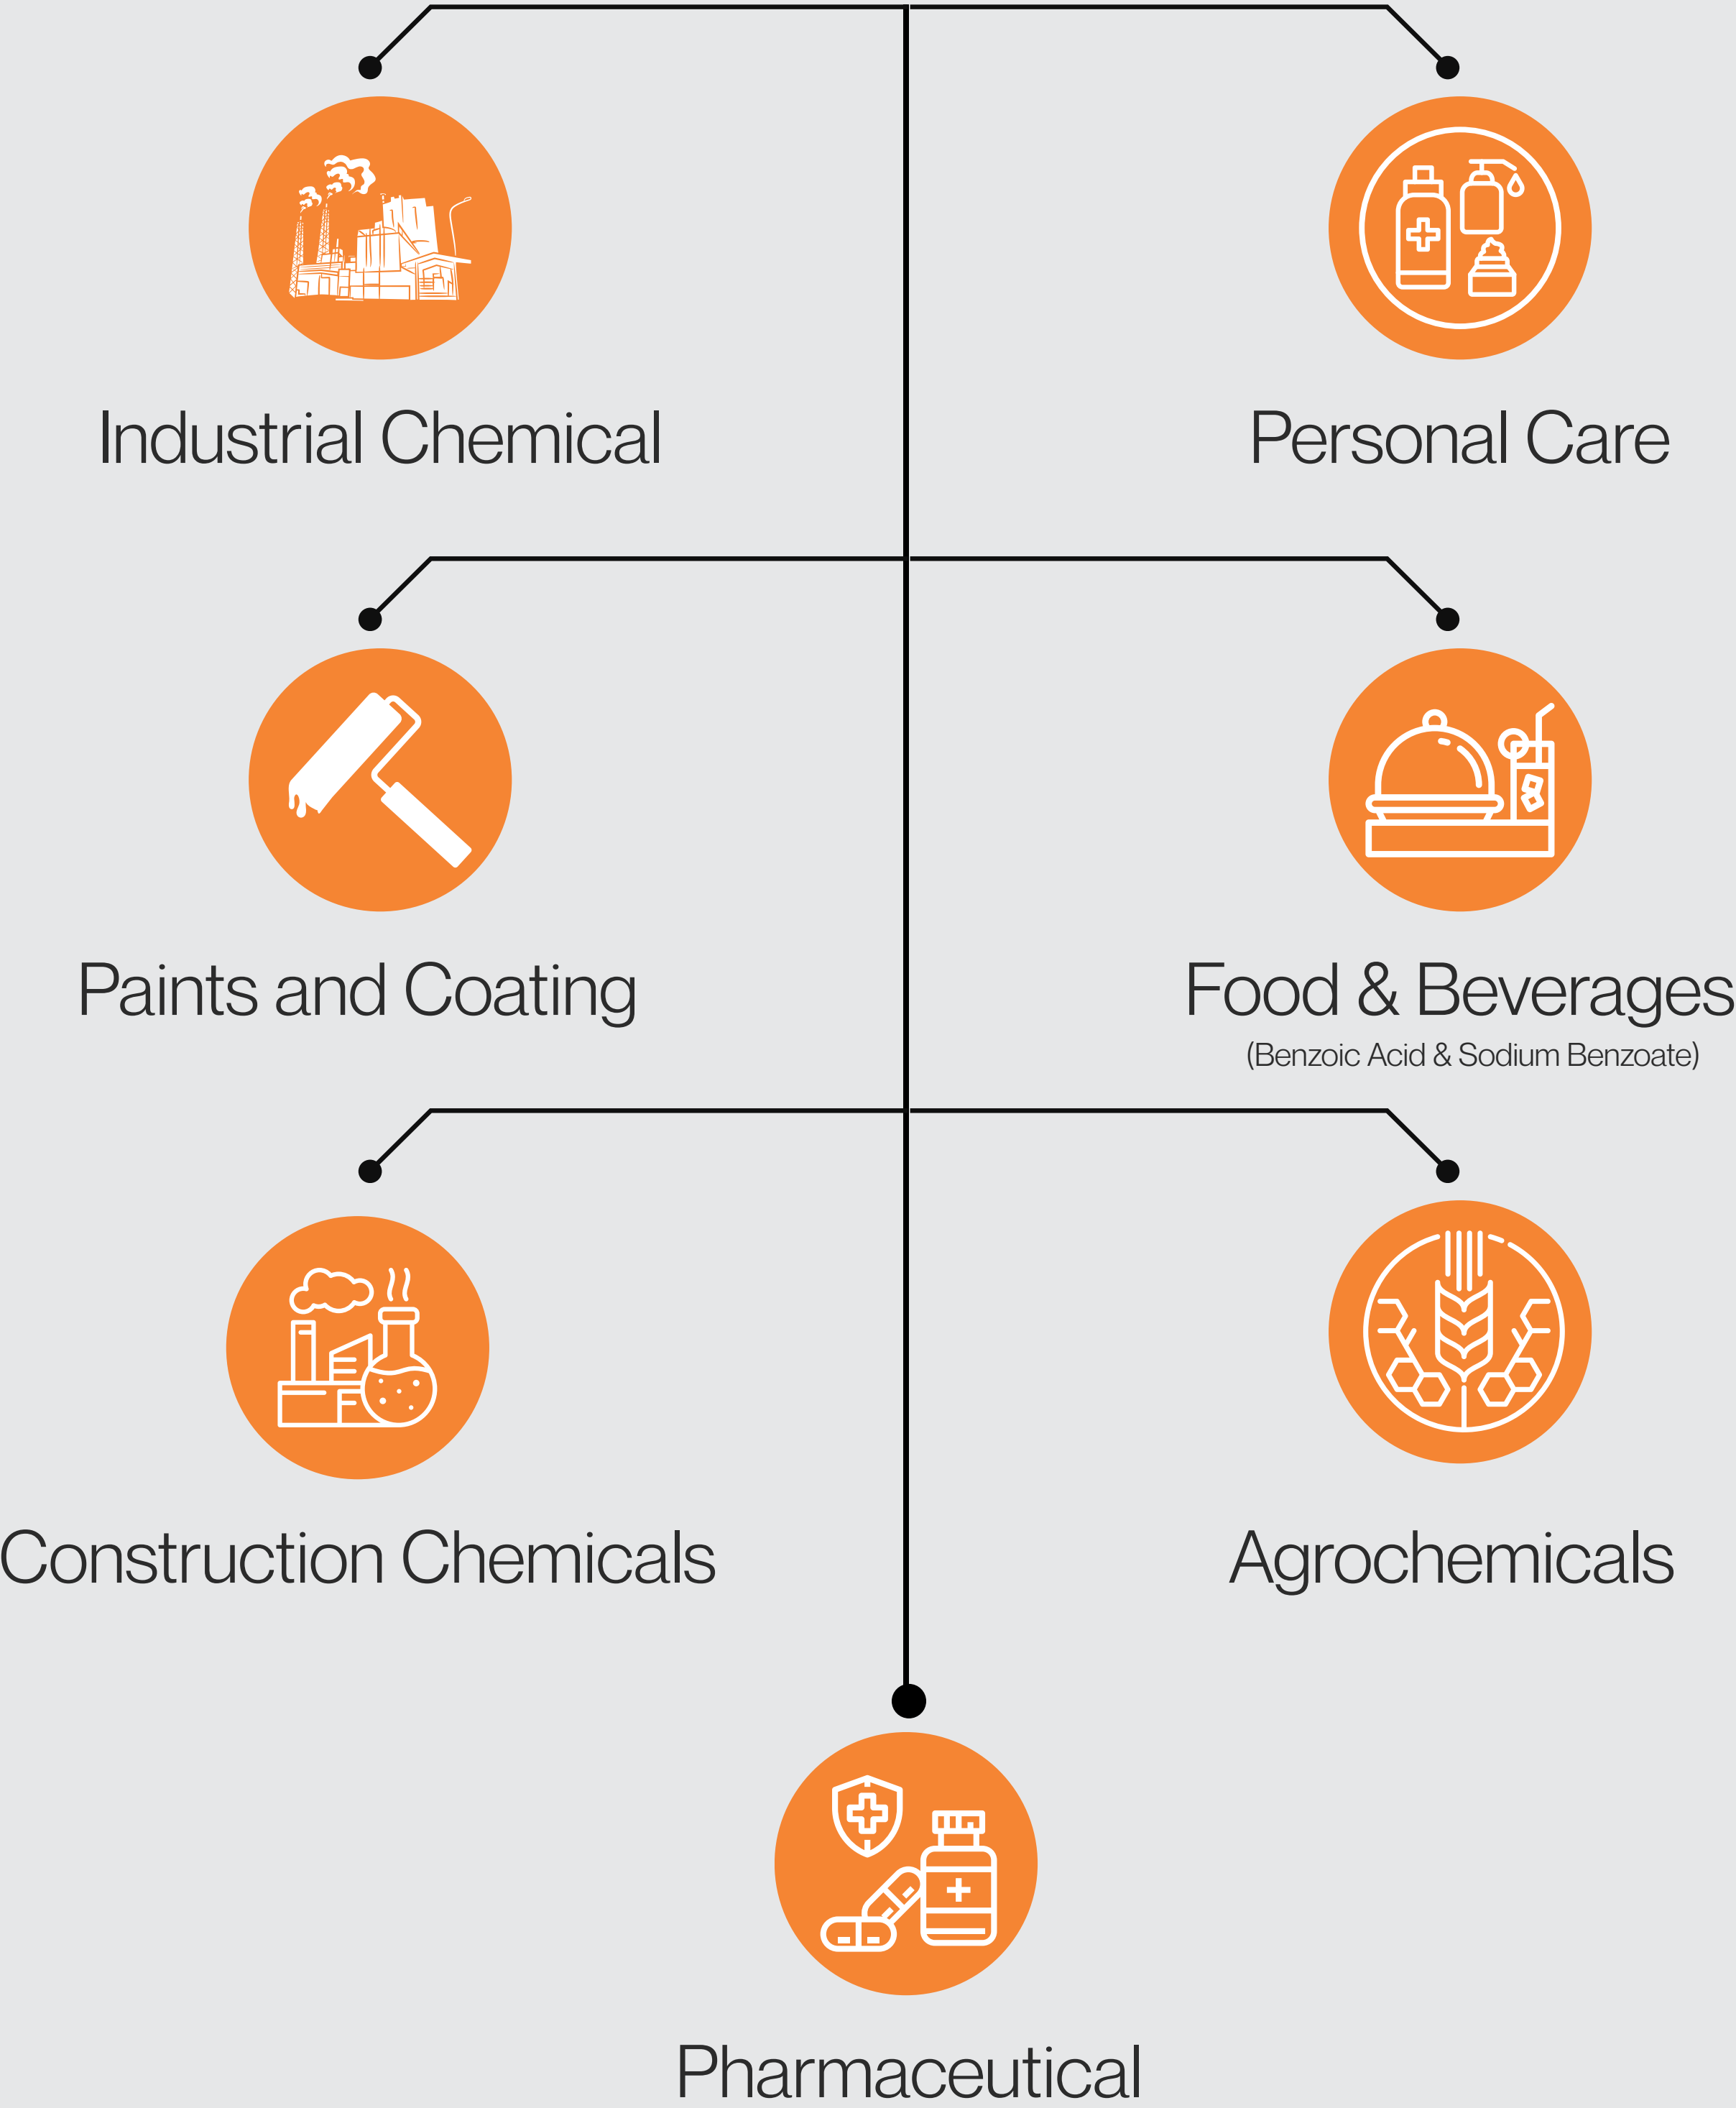 Industrial Chemical
Personal Care
Paints and Coating
Food & Beverages
(Benzoic Acid & Sodium Benzoate)
Construction Chemicals
Agrochemicals
Pharmaceutical